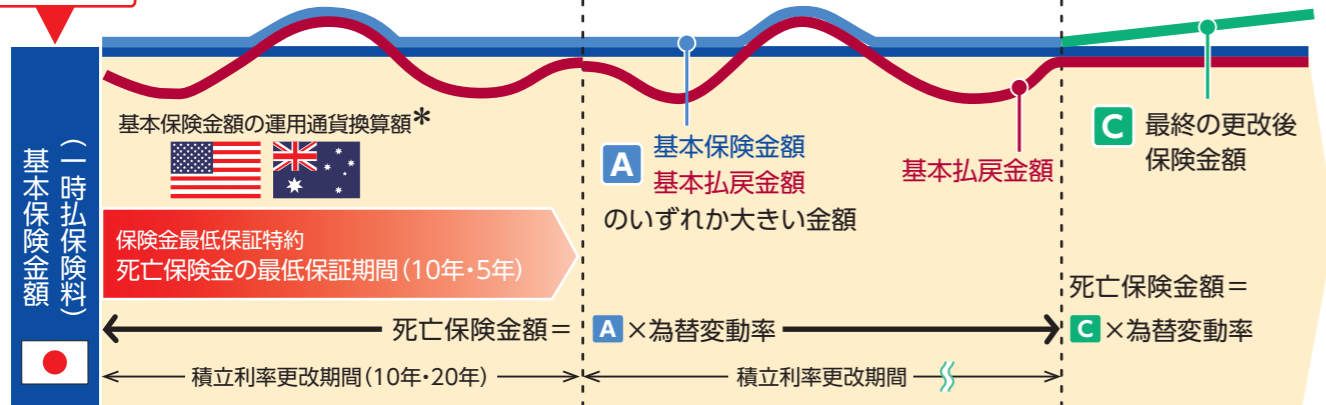 基本保険金額
（一時払保険料）
基本保険金額の運用通貨換算額＊
A 基本保険金額
基本払戻金額
のいずれか大きい金額
基本払戻金額
C 最終の更改後
保険金額
保険金最低保証特約
死亡保険金の最低保証期間（10年・5年）
死亡保険金額＝ A×為替変動率
死亡保険金額＝
C×為替変動率
積立利率更改期間（10年・20年）
積立利率更改期間